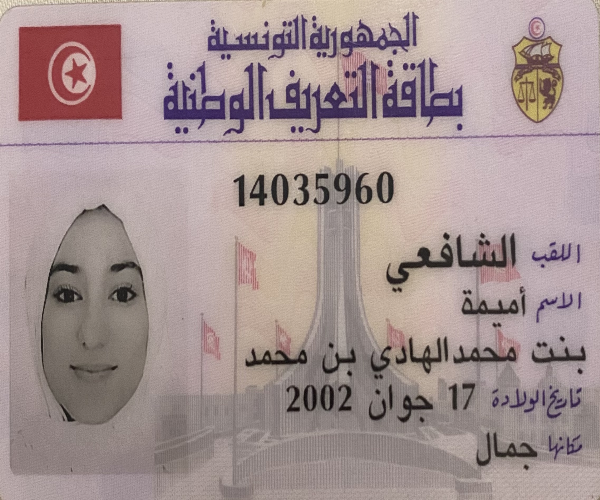 الجمهورية التونسية
بطاقة التعريف الوطنية
14035960
اللقب الشافعي
الاسم أميمة
بنت محمدالهادي بن محمد
تاريخ الولادة 17 جوان 2002
مكانها جمال